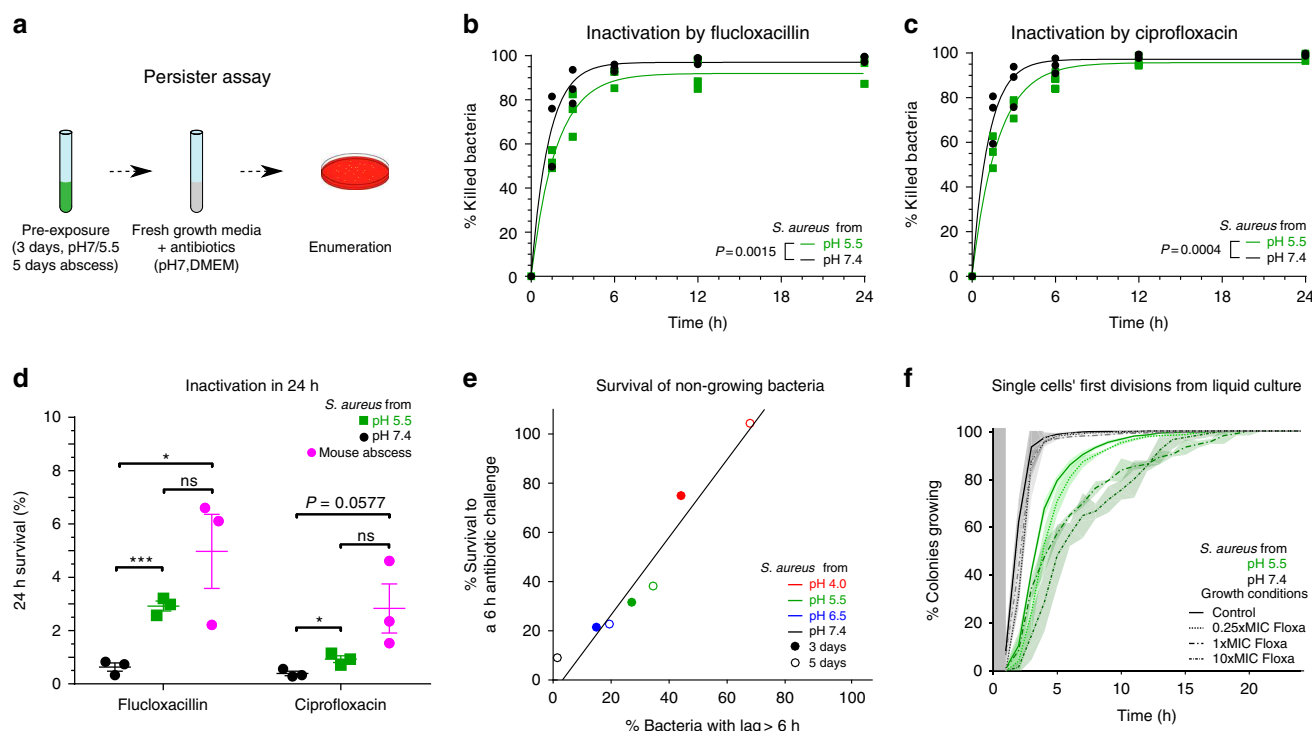 a
Persister assay
Pre-exposure
(3 days, pH7/5.5
5 days abscess)
Fresh growth media
+ antibiotics
(pH7,DMEM)
Enumeration
b
Inactivation by flucloxacillin
% Killed bacteria
100
80
60
40
20
0
0
6
12
18
24
Time (h)
S. aureus from
P = 0.0015
pH 5.5
pH 7.4
c
Inactivation by ciprofloxacin
% Killed bacteria
100
80
60
40
20
0
0
6
12
18
24
Time (h)
S. aureus from
P = 0.0004
pH 5.5
pH 7.4
d
Inactivation in 24 h
S. aureus from
pH 5.5
pH 7.4
Mouse abscess
24 h survival (%)
10
9
8
7
6
5
4
3
2
1
0
*
ns
***
P = 0.0577
ns
*
Flucloxacillin
Ciprofloxacin
e
Survival of non-growing bacteria
% Survival to
a 6 h antibiotic challenge
100
80
60
40
20
0
0
20
40
60
80
100
% Bacteria with lag > 6 h
S. aureus from
pH 4.0
pH 5.5
pH 6.5
pH 7.4
3 days
5 days
f
Single cells' first divisions from liquid culture
% Colonies growing
100
80
60
40
20
0
0
5
10
15
20
Time (h)
S. aureus from
pH 5.5
pH 7.4
Growth conditions
Control
0.25xMIC Floxa
1xMIC Floxa
10xMIC Floxa